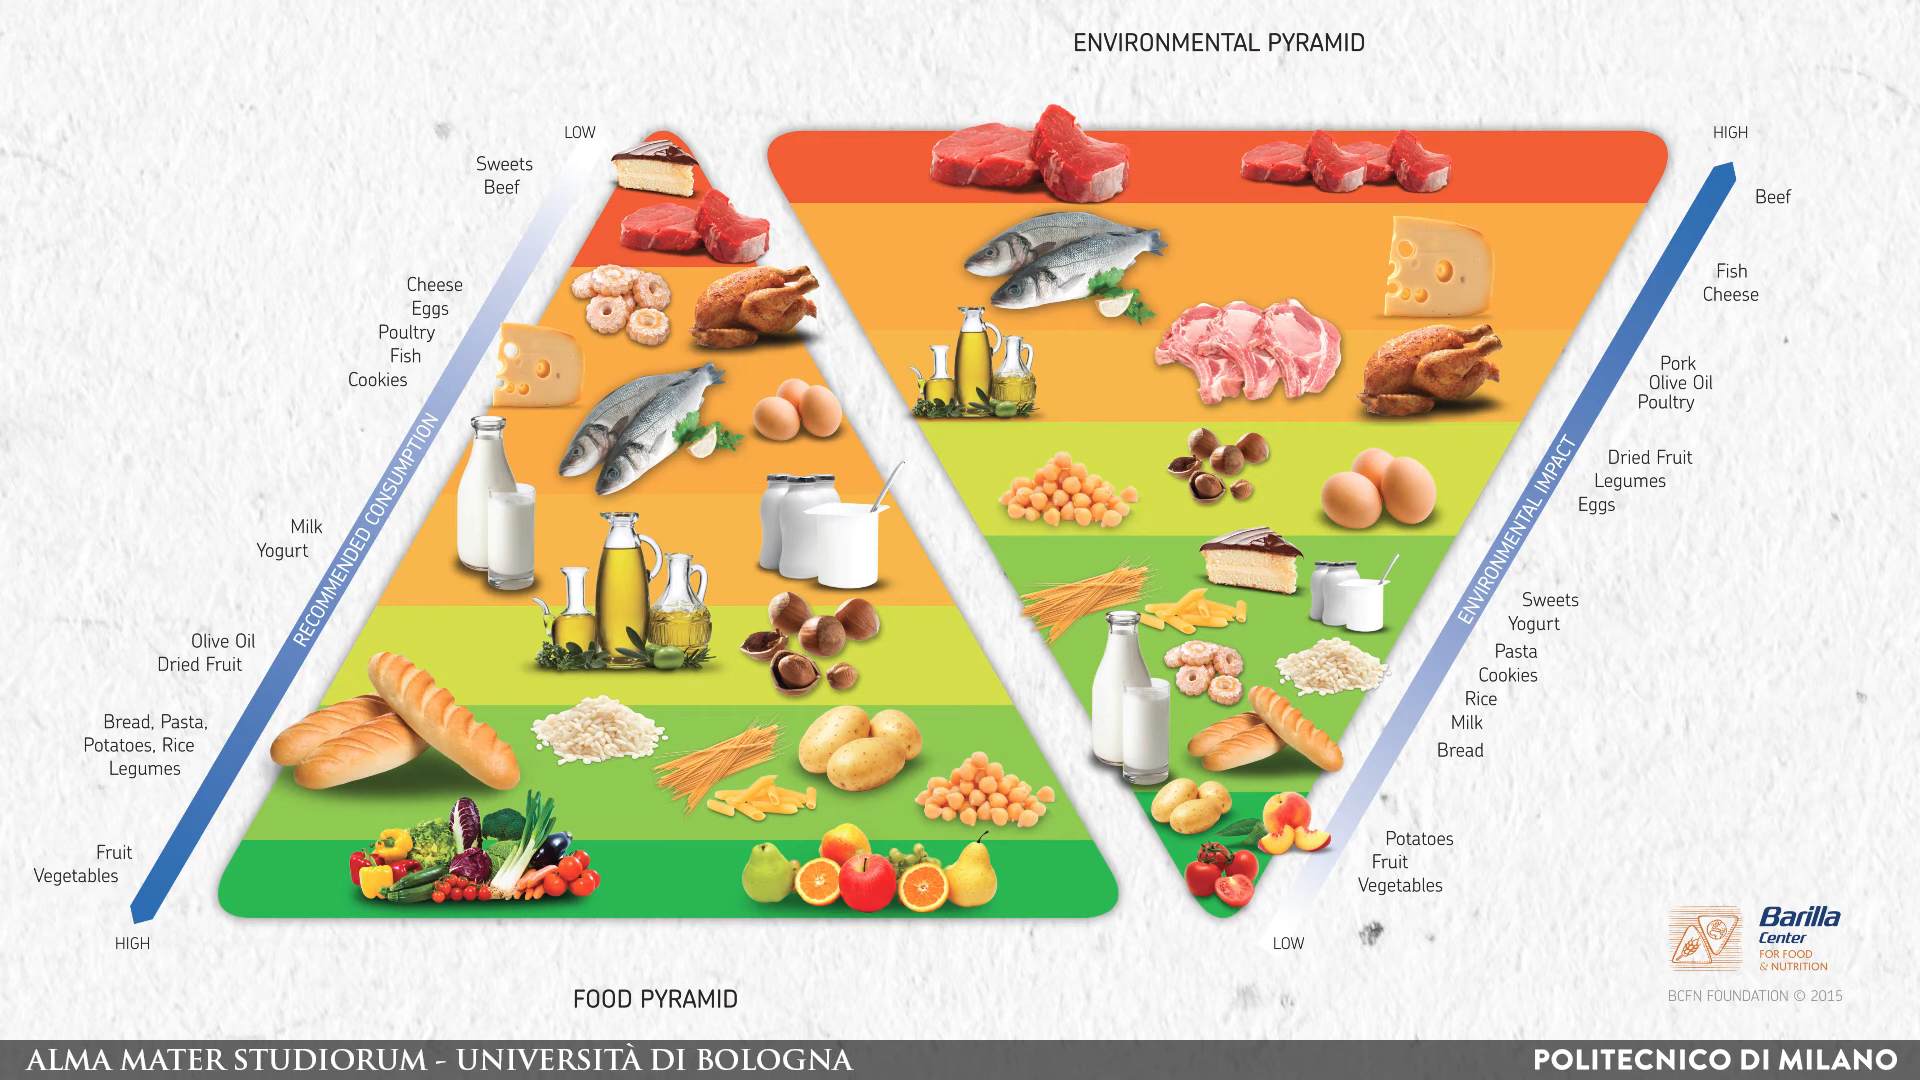 ENVIRONMENTAL PYRAMID
LOW
Sweets
Beef
Cheese
Eggs
Poultry
Fish
Cookies
RECOMMENDED CONSUMPTION
Milk
Yogurt
Olive Oil
Dried Fruit
Bread, Pasta,
Potatoes, Rice
Legumes
Fruit
Vegetables
HIGH
FOOD PYRAMID
HIGH
Beef
Fish
Cheese
Pork
Olive Oil
Poultry
Dried Fruit
Legumes
Eggs
ENVIRONMENTAL IMPACT
Sweets
Yogurt
Pasta
Cookies
Rice
Milk
Bread
Potatoes
Fruit
Vegetables
LOW
Barilla
Center
FOR FOOD
& NUTRITION
BCFN FOUNDATION © 2015
ALMA MATER STUDIORUM - UNIVERSITÀ DI BOLOGNA
POLITECNICO DI MILANO